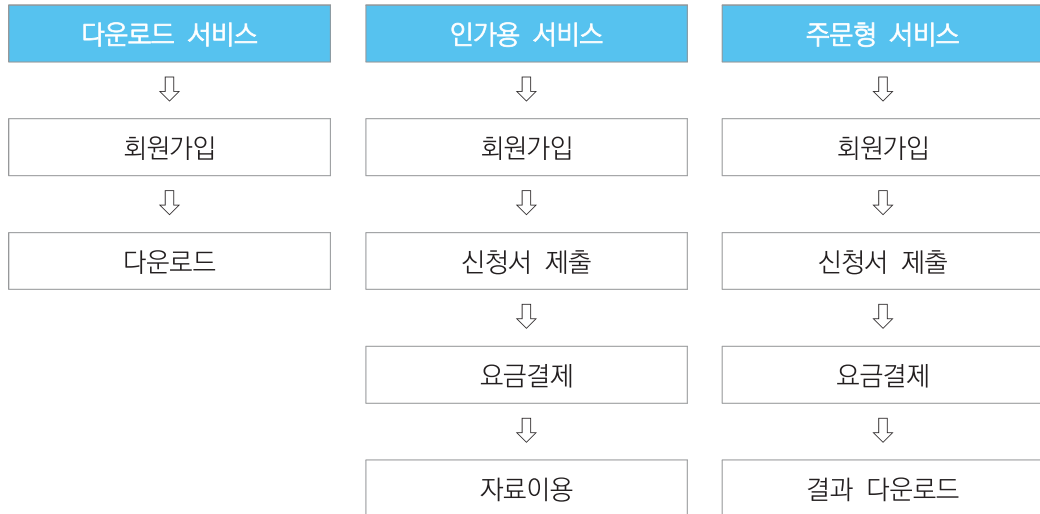 다운로드 서비스
회원가입
다운로드
인가용 서비스
회원가입
신청서 제출
요금결제
자료이용
주문형 서비스
회원가입
신청서 제출
요금결제
결과 다운로드